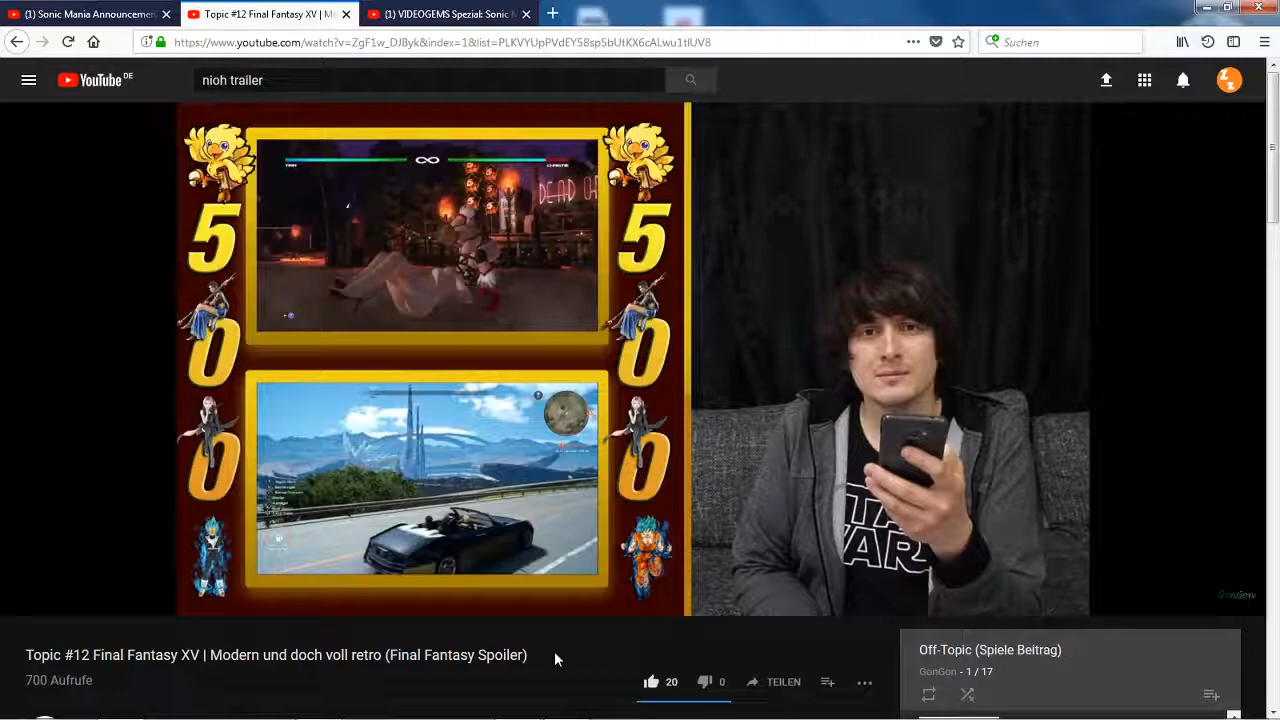 (1) Sonic Mania Announcemen
Topic #12 Final Fantasy XV | Mo
(1) VIDEOGEMS Spezial: Sonic M
https://www.youtube.com/watch?v=ZgF1w_DJByk&index=1&list=PLKVYUpPVdEY58sp5bUtKX6cALwu1tIUV8
Suchen
YouTube DE
nioh trailer
5 0 0
DEAD O
5 0 0
STAR
WARS
GonGon
Topic #12 Final Fantasy XV | Modern und doch voll retro (Final Fantasy Spoiler)
700 Aufrufe
20
0
TEILEN
Off-Topic (Spiele Beitrag)
GonGon - 1 / 17